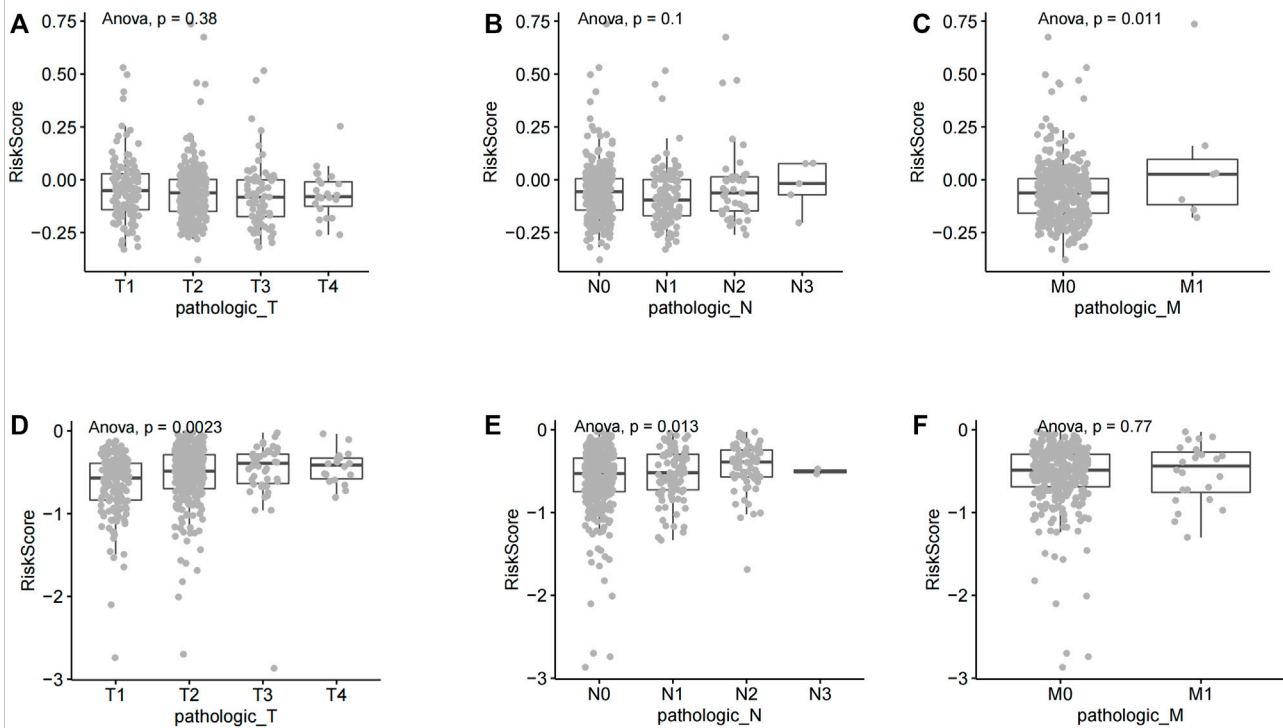 A
Anova, p = 0.38
0.75
0.50
0.25
0.00
−0.25
RiskScore
T1 T2 T3 T4
pathologic_T
B
Anova, p = 0.1
0.75
0.50
0.25
0.00
−0.25
RiskScore
N0 N1 N2 N3
pathologic_N
C
Anova, p = 0.011
0.75
0.50
0.25
0.00
−0.25
RiskScore
M0 M1
pathologic_M
D
Anova, p = 0.0023
0
−1
−2
−3
RiskScore
T1 T2 T3 T4
pathologic_T
E
Anova, p = 0.013
0
−1
−2
−3
RiskScore
N0 N1 N2 N3
pathologic_N
F
Anova, p = 0.77
0
−1
−2
−3
RiskScore
M0 M1
pathologic_M